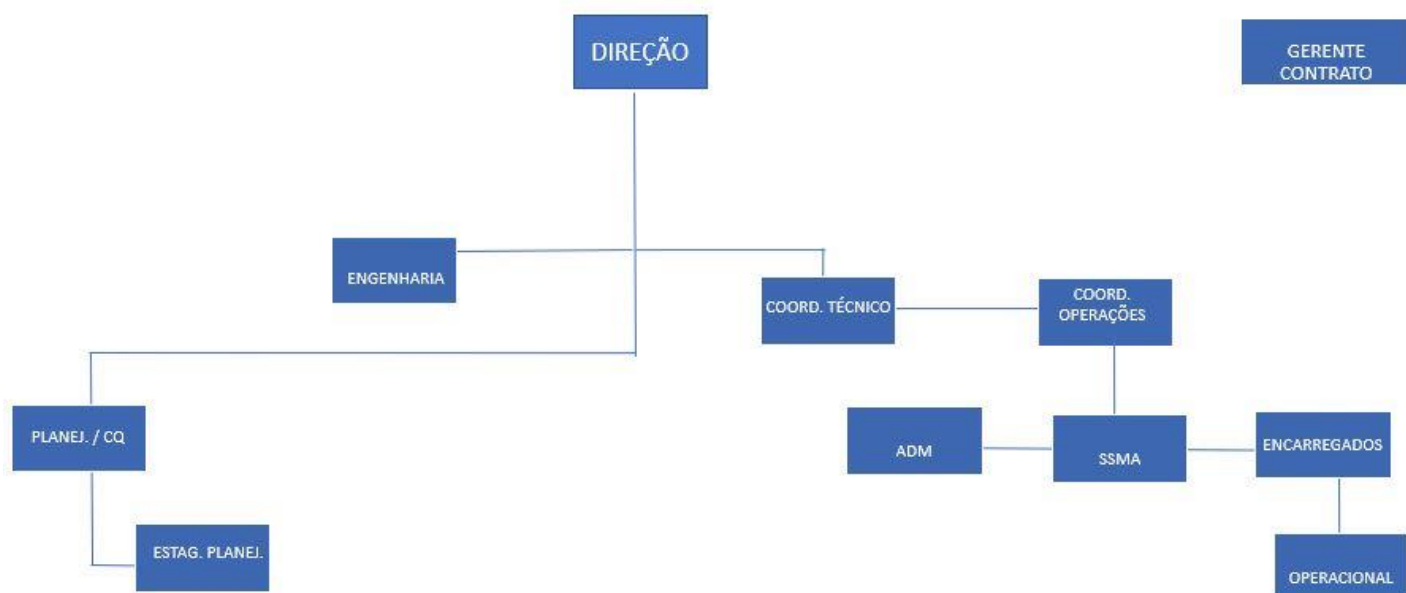 DIREÇÃO
GERENTE
CONTRATO
ENGENHARIA
COORD. TÉCNICO
COORD.
OPERAÇÕES
PLANEJ. / CQ
ADM
SSMA
ENCARREGADOS
ESTAG. PLANEJ.
OPERACIONAL